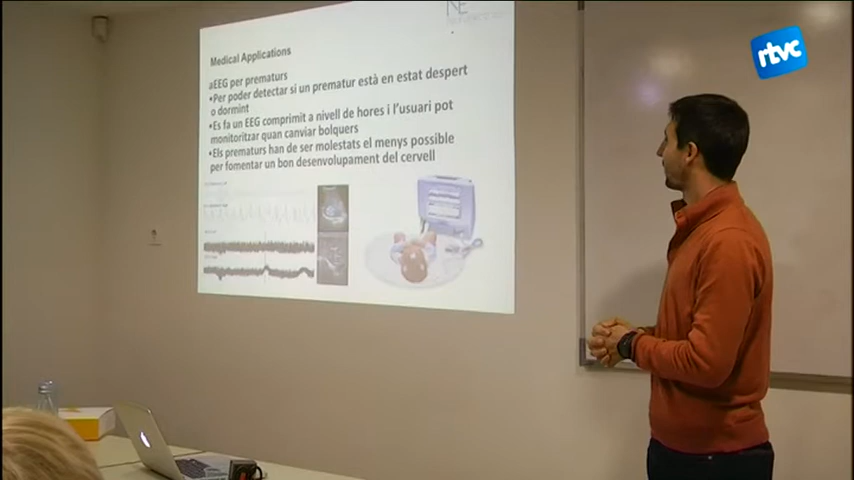 NE
rtvc
Medical Applications
aEEG per prematurs
•Per poder detectar si un prematur està en estat despert
o dormint
•Es fa un EEG comprimit a nivell de hores i l'usuari pot
monitoritzar quan canviar bolquers
•Els prematurs han de ser molestats el menys possible
per fomentar un bon desenvolupament del cervell